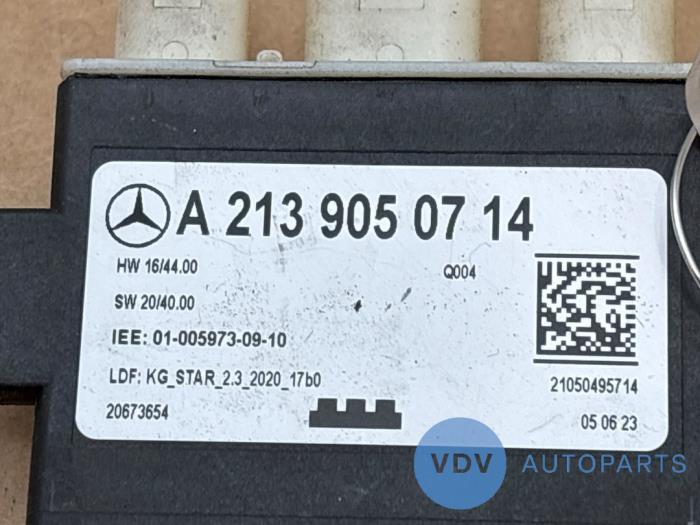 A 213 905 07 14
HW 16/44.00
Q004
SW 20/40.00
IEE: 01-005973-09-10
LDF: KG_STAR_2.3_2020_17b0
21050495714
20673654
05 06 23
VDV AUTOPARTS